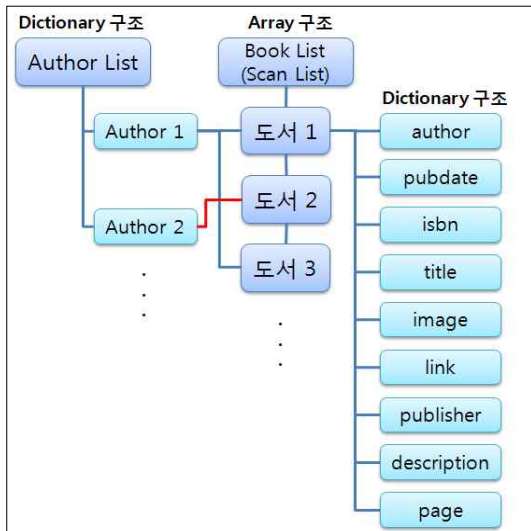 Dictionary 구조
Author List
Author 1
Author 2
Array 구조
Book List
(Scan List)
도서 1
도서 2
도서 3
Dictionary 구조
author
pubdate
isbn
title
image
link
publisher
description
page